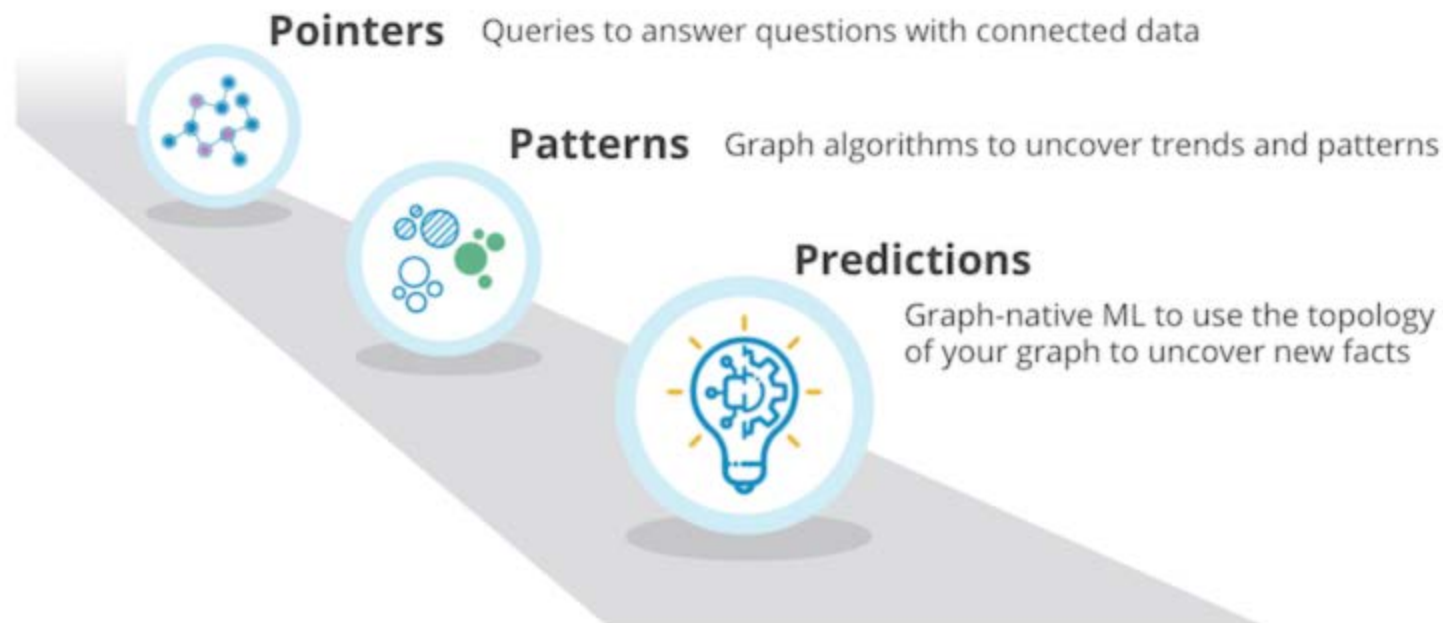 Pointers Queries to answer questions with connected data
Patterns Graph algorithms to uncover trends and patterns
Predictions
Graph-native ML to use the topology
of your graph to uncover new facts